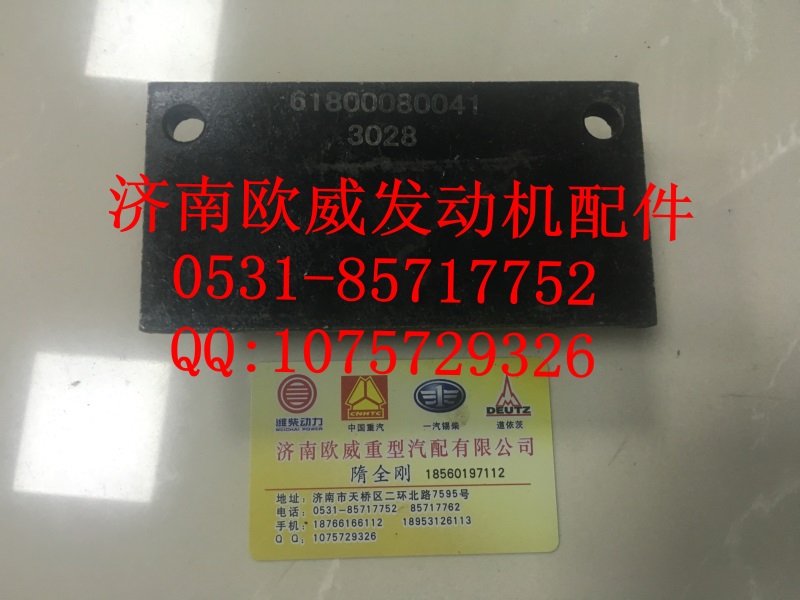 61800080041
3028
济南欧威发动机配件
0531-85717752
QQ:1075729326
潍柴动力
WEICHAI POWER
CNHTC
中国重汽
一汽锡柴
DEUTZ
道依茨
济南欧威重型汽配有限公司
隋全刚 18560197112
地址:济南市天桥区二环北路7595号
电话:0531-85717752 85717762
手机:18766166112 18953126113
Q Q:1075729326